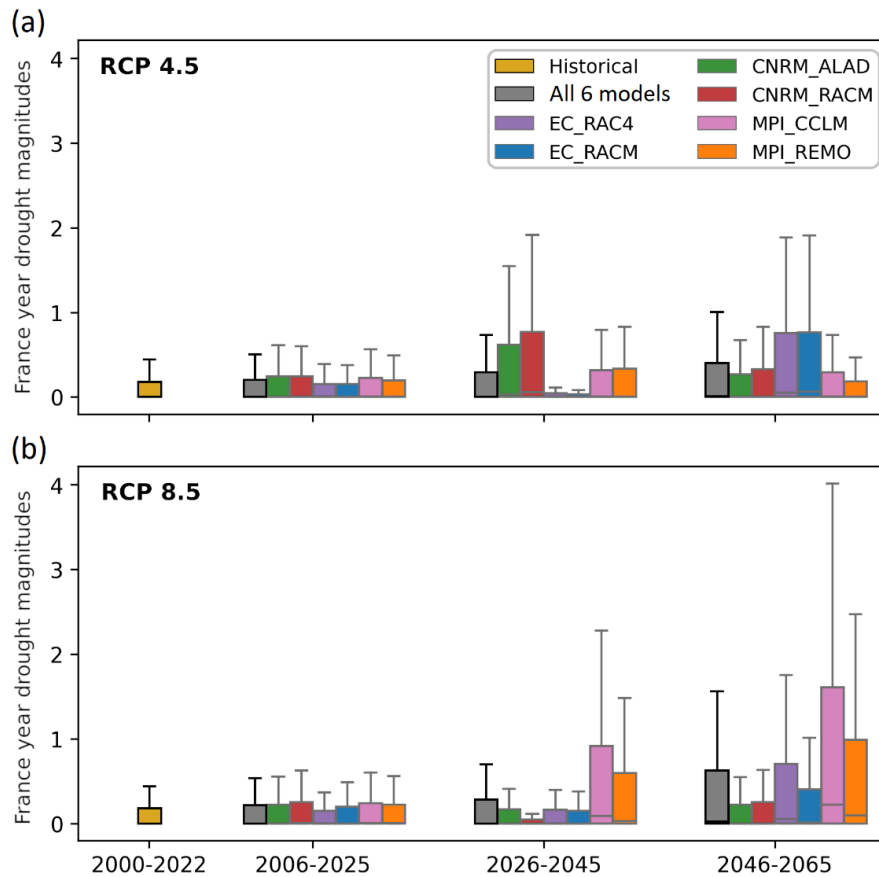 (a)
France year drought magnitudes
4
3
2
1
0
RCP 4.5
Historical
All 6 models
EC_RAC4
EC_RACM
CNRM_ALAD
CNRM_RACM
MPI_CCLM
MPI_REMO
(b)
France year drought magnitudes
4
3
2
1
0
RCP 8.5
2000-2022
2006-2025
2026-2045
2046-2065